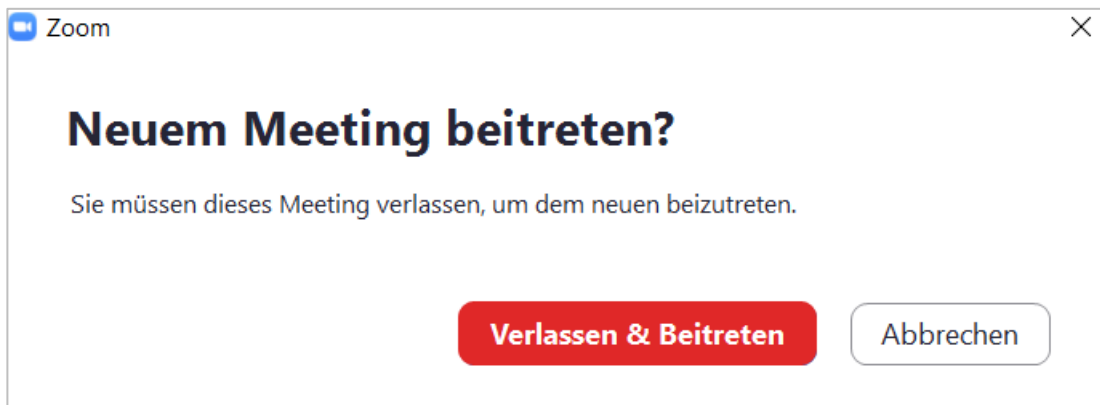 Zoom
Neuem Meeting beitreten?
Sie müssen dieses Meeting verlassen, um dem neuen beizutreten.
Verlassen & Beitreten Abbrechen